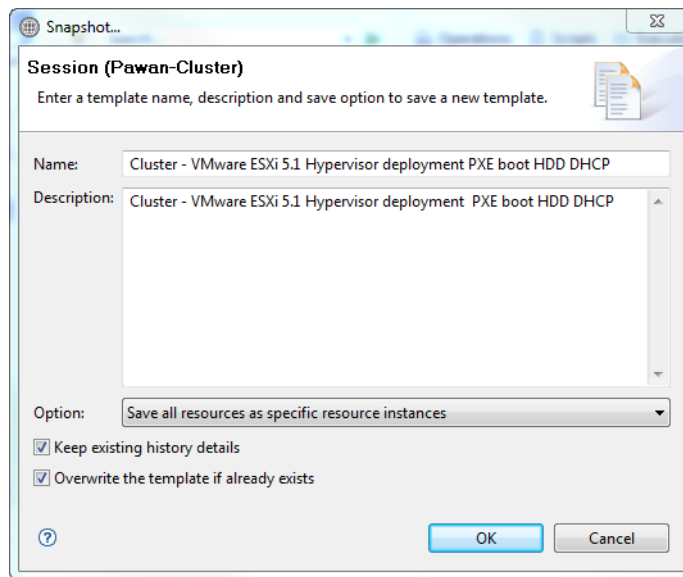 Snapshot...
Session (Pawan-Cluster)
Enter a template name, description and save option to save a new template.
Name: Cluster - VMware ESXi 5.1 Hypervisor deployment PXE boot HDD DHCP
Description: Cluster - VMware ESXi 5.1 Hypervisor deployment  PXE boot HDD DHCP
Option: Save all resources as specific resource instances
Keep existing history details
Overwrite the template if already exists
? OK Cancel